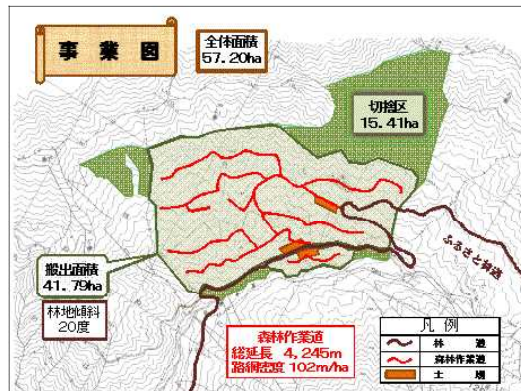 事業図
全体面積
57.20ha
切捨区
15.41ha
ふるさと林道
搬出面積
41.79ha
林地傾斜
20度
森林作業道
総延長 4,245m
路網密度 102m/ha
凡例
林道
森林作業道
土場